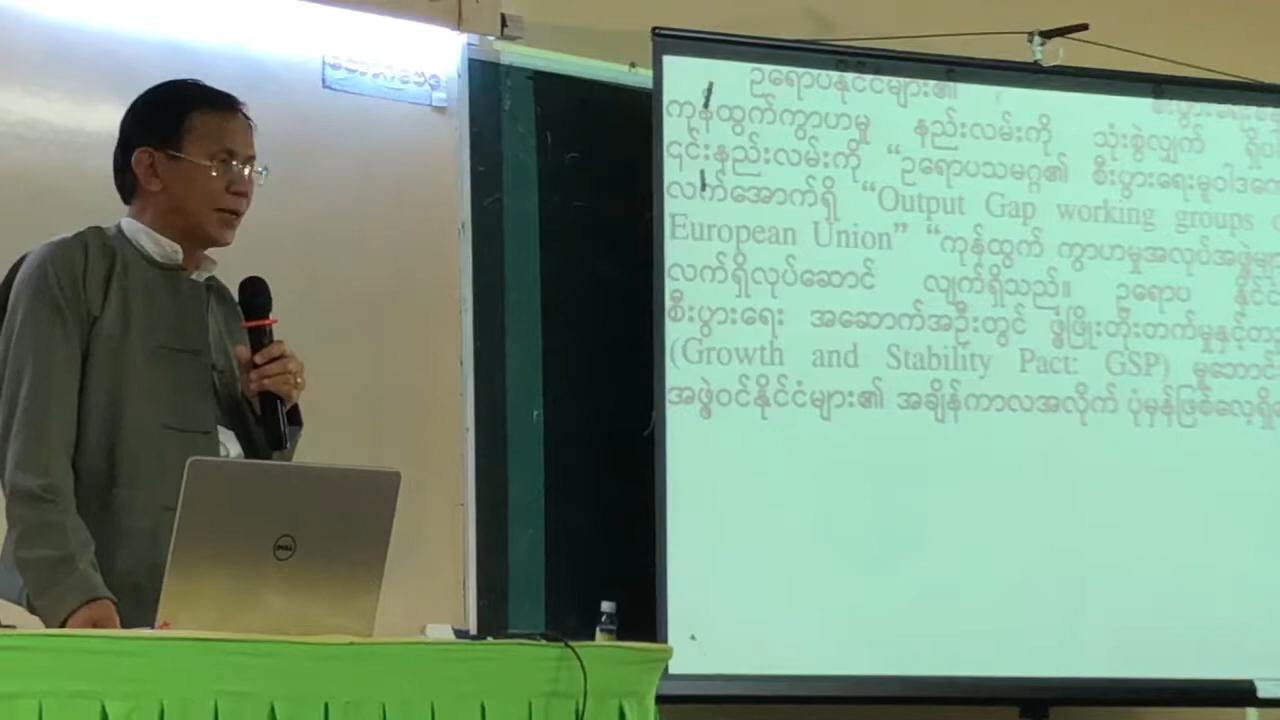 ဥရောပနိုင်ငံများ၏
ကုန်ထွက်ကွာဟမှု နည်းလမ်းကို သုံးစွဲလျှက်
၎င်းနည်းလမ်းကို “ဥရောပသမဂ္ဂ၏ စီးပွားရေးမူဝါဒ
လက်အောက်ရှိ “Output Gap working groups
European Union” “ကုန်ထွက် ကွာဟမှုအလုပ်အဖွဲ့များ
လက်ရှိလုပ်ဆောင် လျက်ရှိသည်။ ဥရောပ
စီးပွားရေး အဆောက်အဦးတွင် ဖွံ့ဖြိုးတိုးတက်မှုနှင့်
(Growth and Stability Pact: GSP) မူဘောင်
အဖွဲ့ဝင်နိုင်ငံများ၏ အချိန်ကာလအလိုက် ပုံမှန်ဖြစ်လေ့ရှိ
DELL